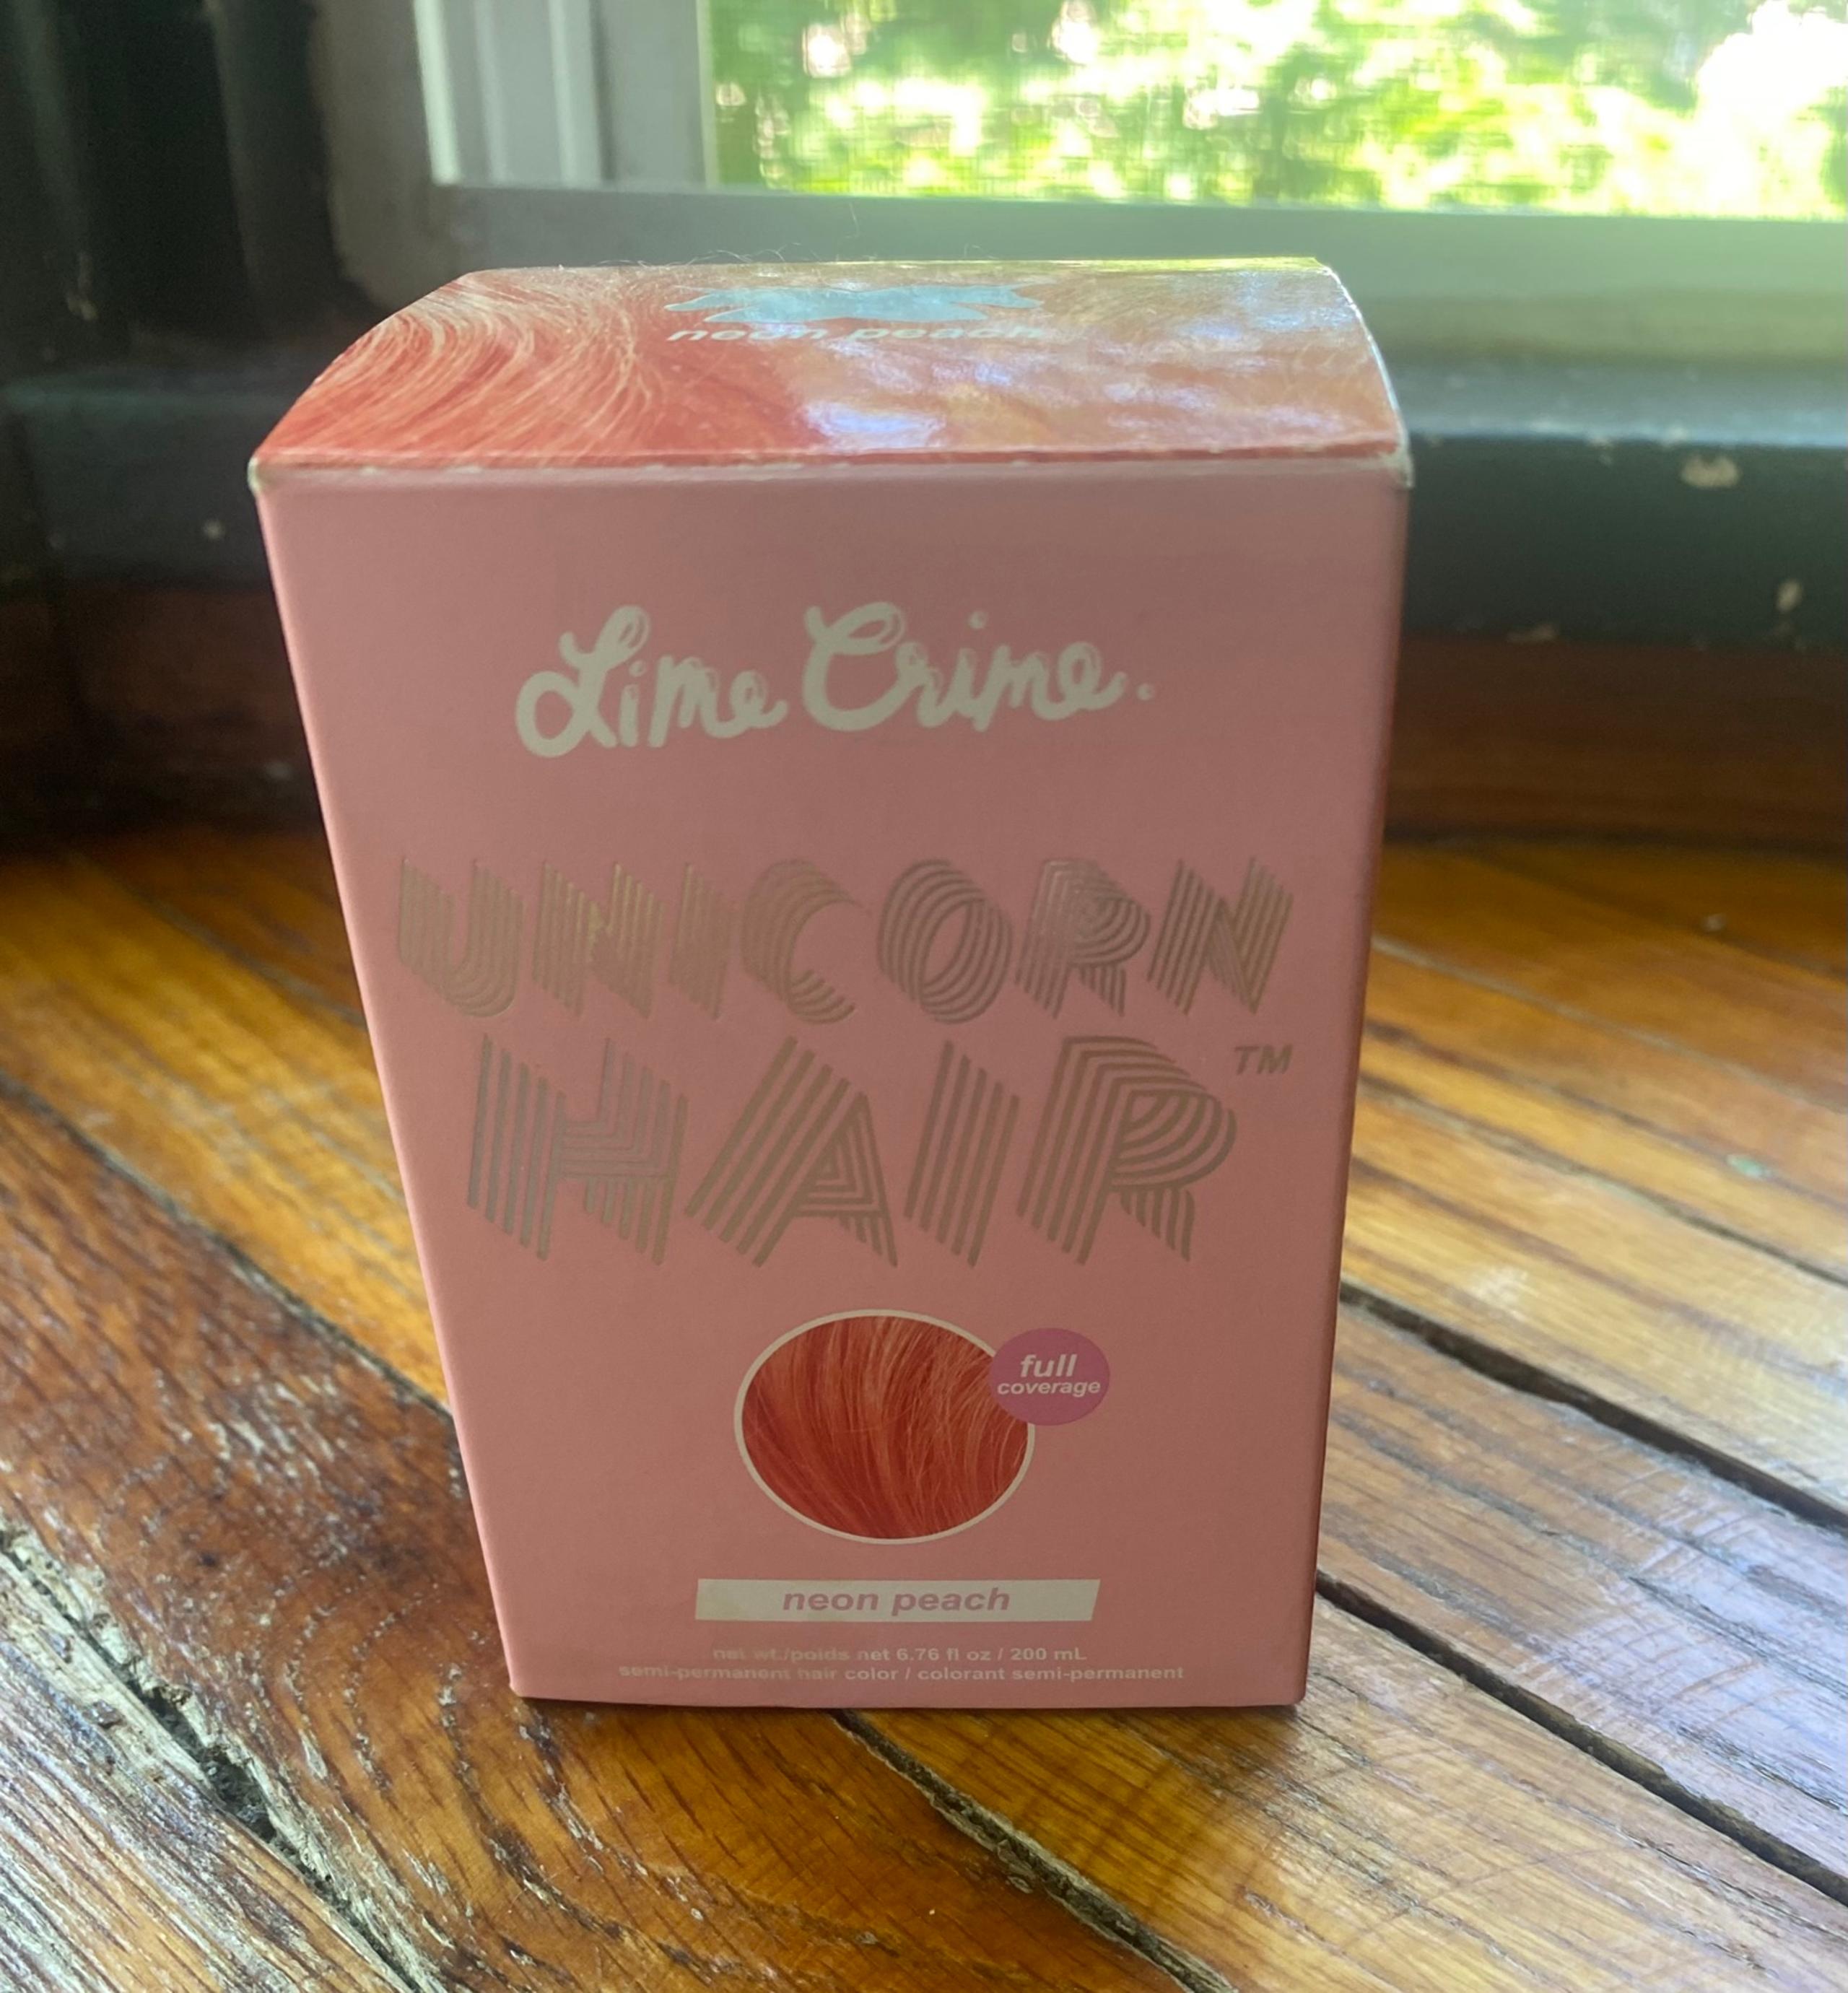 neon peach
Lime Crime.
UNICORN
HAIR™
full
coverage
neon peach
net wt./poids net 6.76 fl oz / 200 mL
semi-permanent hair color / colorant semi-permanent